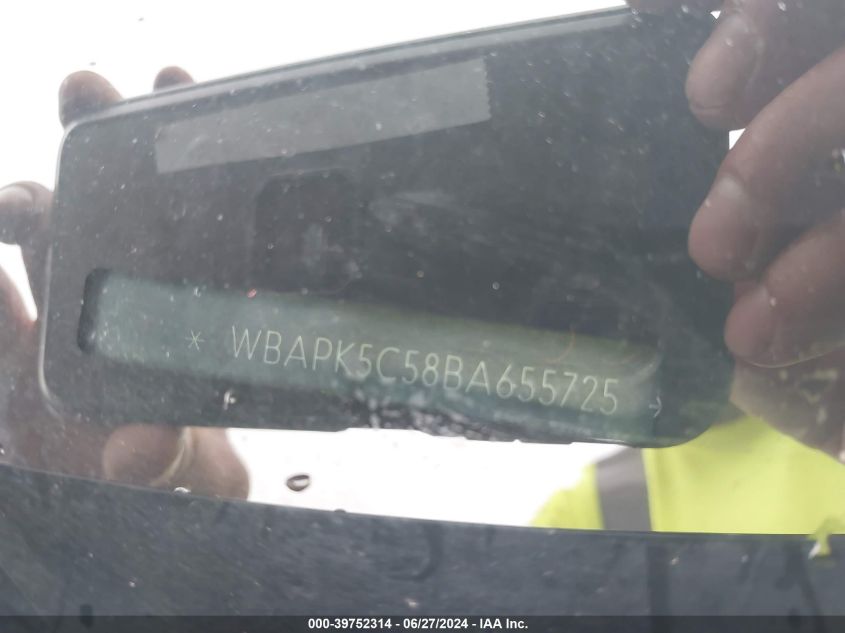 * WBAPK5C58BA655725 *
000-39752314 - 06/27/2024 - IAA Inc.